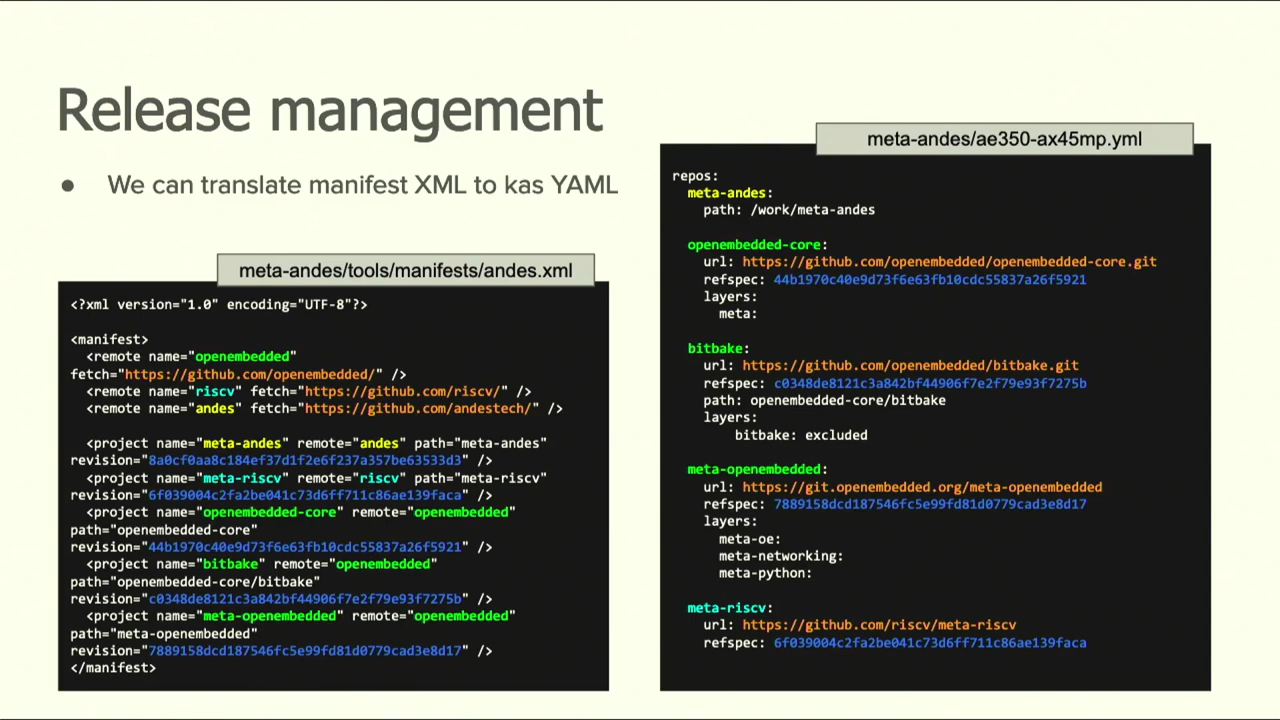 Release management
● We can translate manifest XML to kas YAML
meta-andes/tools/manifests/andes.xml
<?xml version="1.0" encoding="UTF-8"?>
<manifest>
<remote name="openembedded"
fetch="https://github.com/openembedded/" />
<remote name="riscv" fetch="https://github.com/riscv/" />
<remote name="andes" fetch="https://github.com/andestech/" />
<project name="meta-andes" remote="andes" path="meta-andes"
revision="8a0cf0aa8c184ef37d1f2e6f237a357be63533d3" />
<project name="meta-riscv" remote="riscv" path="meta-riscv"
revision="6f039004c2fa2be041c73d6ff711c86ae139faca" />
<project name="openembedded-core" remote="openembedded"
path="openembedded-core"
revision="44b1970c40e9d73f6e63fb10cdc55837a26f5921" />
<project name="bitbake" remote="openembedded"
path="openembedded-core/bitbake"
revision="c0348de8121c3a842bf44906f7e2f79e93f7275b" />
<project name="meta-openembedded" remote="openembedded"
path="meta-openembedded"
revision="7889158dcd187546fc5e99fd81d0779cad3e8d17" />
</manifest>
meta-andes/ae350-ax45mp.yml
repos:
meta-andes:
path: /work/meta-andes
openembedded-core:
url: https://github.com/openembedded/openembedded-core.git
refspec: 44b1970c40e9d73f6e63fb10cdc55837a26f5921
layers:
meta:
bitbake:
url: https://github.com/openembedded/bitbake.git
refspec: c0348de8121c3a842bf44906f7e2f79e93f7275b
path: openembedded-core/bitbake
layers:
bitbake: excluded
meta-openembedded:
url: https://git.openembedded.org/meta-openembedded
refspec: 7889158dcd187546fc5e99fd81d0779cad3e8d17
layers:
meta-oe:
meta-networking:
meta-python:
meta-riscv:
url: https://github.com/riscv/meta-riscv
refspec: 6f039004c2fa2be041c73d6ff711c86ae139faca